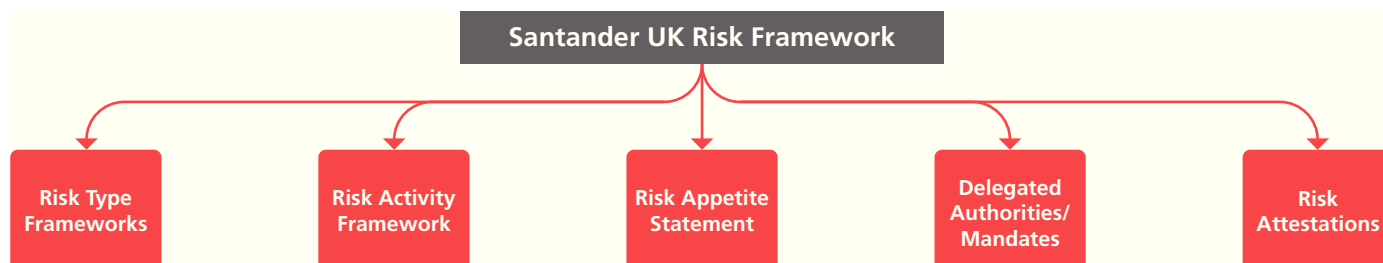 Santander UK Risk Framework
Risk Type
Frameworks
Risk Activity
Framework
Risk Appetite
Statement
Delegated
Authorities/
Mandates
Risk
Attestations